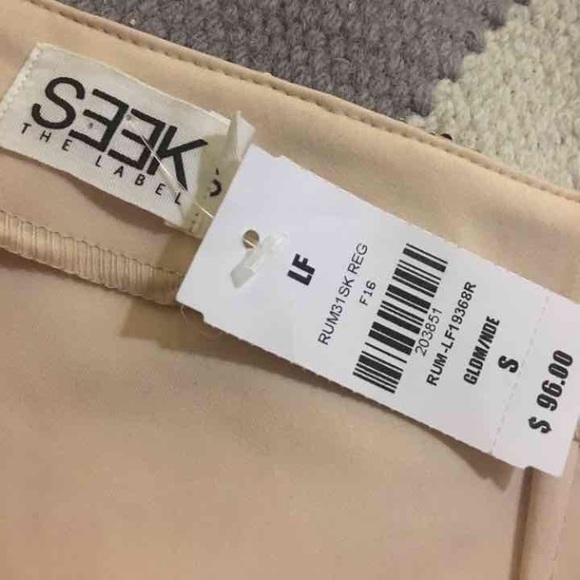 SEEK
THE LABEL
S
LF
RUM31SK REG
F16
203851
RUM-LF19368R
GLDM/NDE
S
$ 96.00